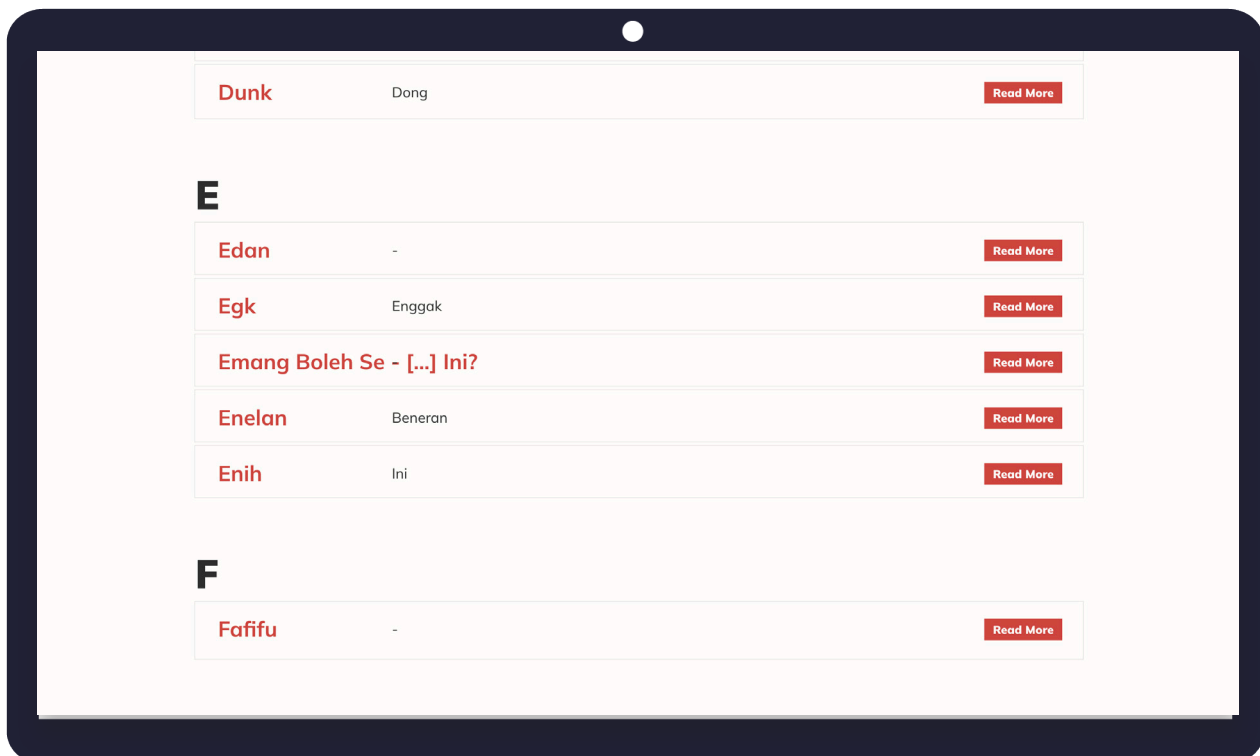 Dunk Dong Read More
E
Edan - Read More
Egk Enggak Read More
Emang Boleh Se - [...] Ini? Read More
Enelan Beneran Read More
Enih Ini Read More
F
Fafifu - Read More